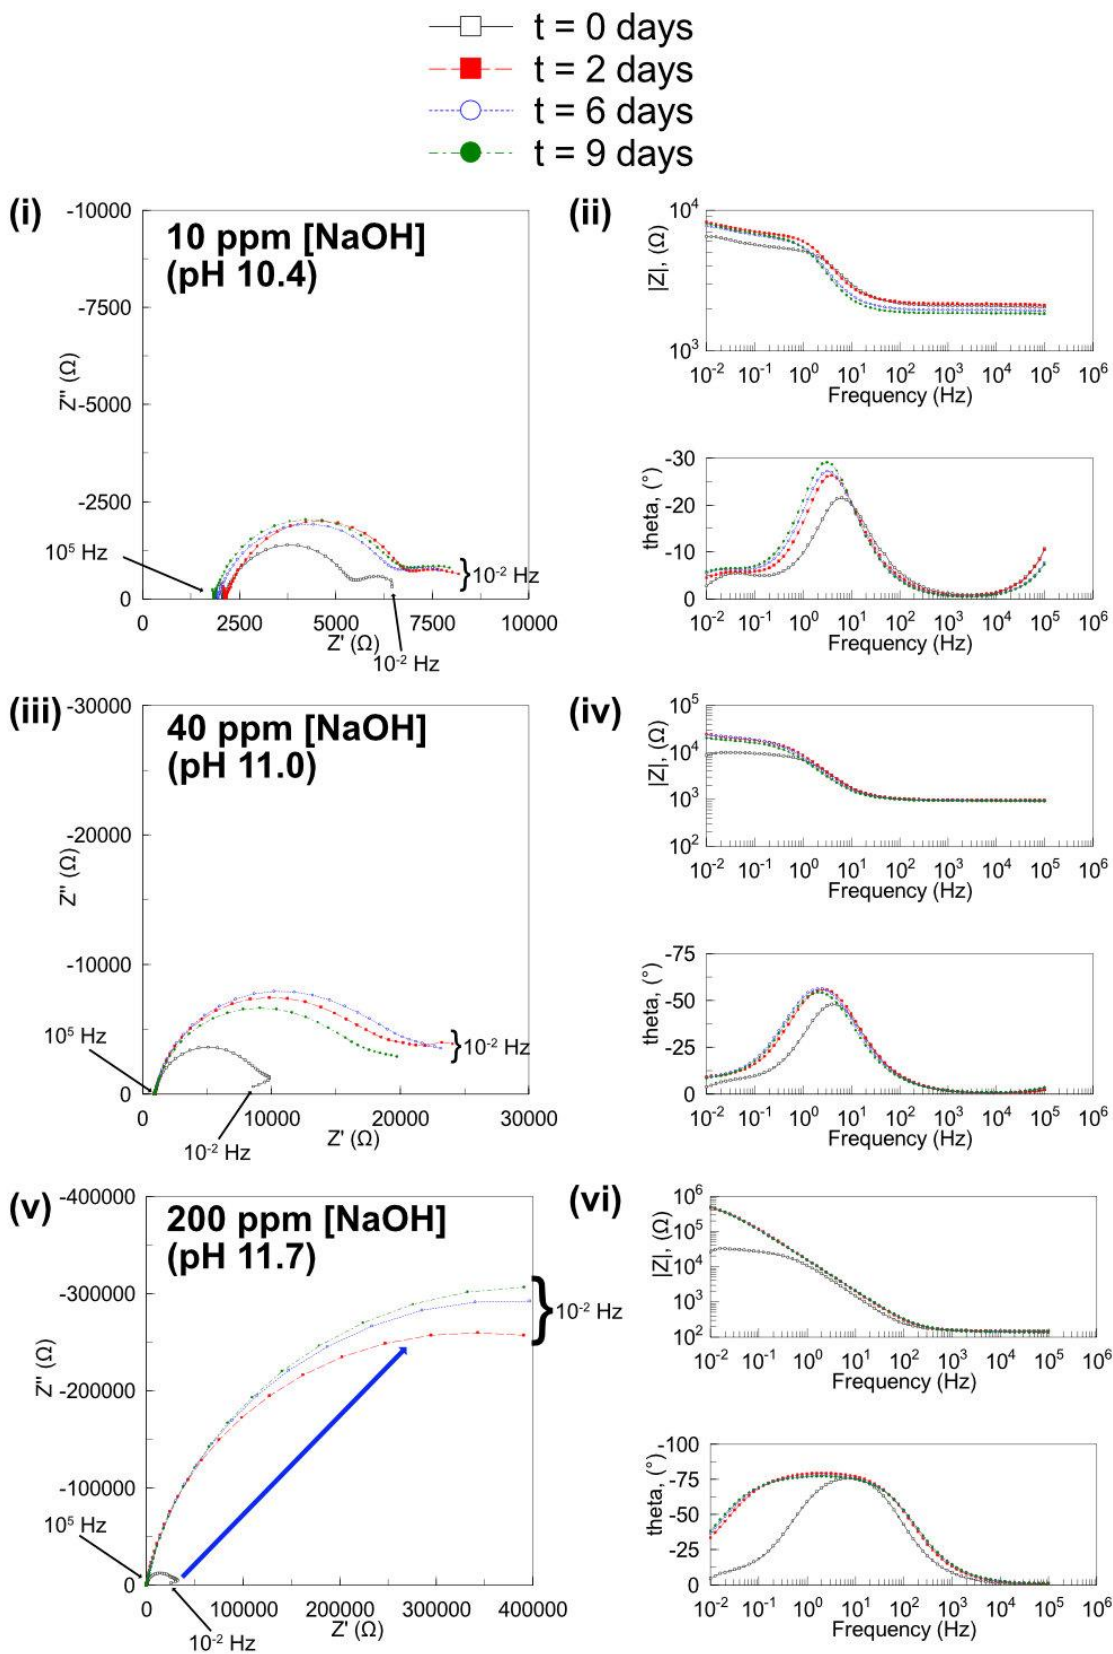 t = 0 days
t = 2 days
t = 6 days
t = 9 days
(i)
10 ppm [NaOH]
(pH 10.4)
-10000
-7500
-5000
-2500
0
Z" (Ω)
10⁵ Hz
10⁻² Hz
0 2500 5000 7500 10000
Z' (Ω)
10⁻² Hz
(ii)
10⁴
10³
|Z|, (Ω)
10⁻² 10⁻¹ 10⁰ 10¹ 10² 10³ 10⁴ 10⁵ 10⁶
Frequency (Hz)
-30
-20
-10
0
theta, (°)
10⁻² 10⁻¹ 10⁰ 10¹ 10² 10³ 10⁴ 10⁵ 10⁶
Frequency (Hz)
(iii)
40 ppm [NaOH]
(pH 11.0)
-30000
-20000
-10000
0
Z" (Ω)
10⁵ Hz
10⁻² Hz
0 10000 20000 30000
Z' (Ω)
10⁻² Hz
(iv)
10⁵
10⁴
10³
10²
|Z|, (Ω)
10⁻² 10⁻¹ 10⁰ 10¹ 10² 10³ 10⁴ 10⁵ 10⁶
Frequency (Hz)
-75
-50
-25
0
theta, (°)
10⁻² 10⁻¹ 10⁰ 10¹ 10² 10³ 10⁴ 10⁵ 10⁶
Frequency (Hz)
(v)
200 ppm [NaOH]
(pH 11.7)
-400000
-300000
-200000
-100000
0
Z" (Ω)
10⁻² Hz
10⁵ Hz
0 100000 200000 300000 400000
Z' (Ω)
10⁻² Hz
(vi)
10⁶
10⁵
10⁴
10³
10²
|Z|, (Ω)
10⁻² 10⁻¹ 10⁰ 10¹ 10² 10³ 10⁴ 10⁵ 10⁶
Frequency (Hz)
-100
-75
-50
-25
0
theta, (°)
10⁻² 10⁻¹ 10⁰ 10¹ 10² 10³ 10⁴ 10⁵ 10⁶
Frequency (Hz)